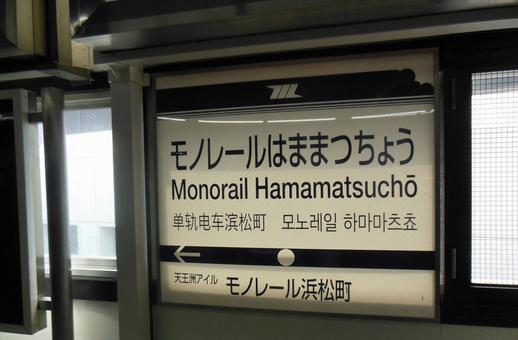 モノレールはままつちょう
Monorail Hamamatsuchō
单轨电车滨松町 모노레일 하마마츠쵸
天王洲アイル モノレール浜松町